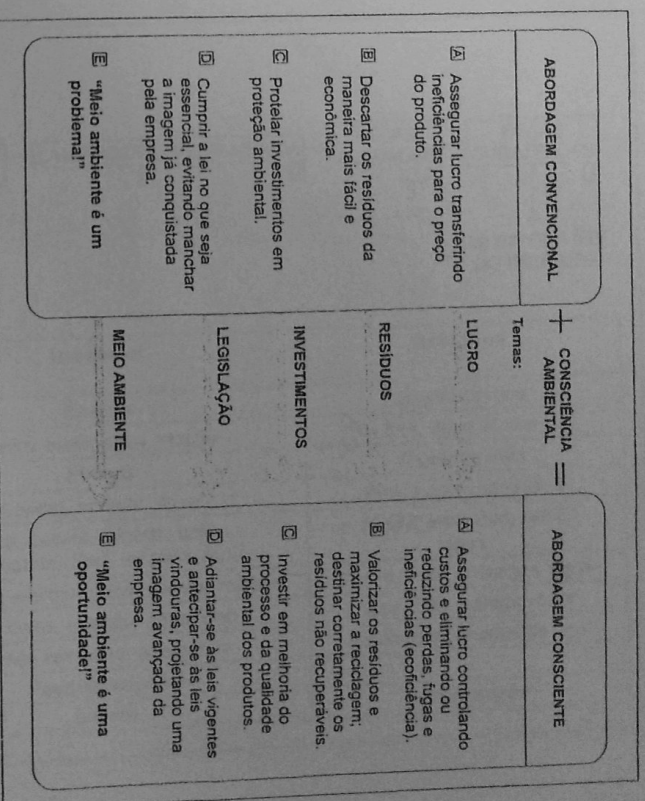 ABORDAGEM CONVENCIONAL
A Assegurar lucro transferindo
ineficiências para o preço
do produto.
B Descartar os resíduos da
maneira mais fácil e
econômica.
C Protelar investimentos em
proteção ambiental.
D Cumprir a lei no que seja
essencial, evitando manchar
a imagem já conquistada
pela empresa.
E "Meio ambiente é um
problema!"
+ CONSCIÊNCIA
AMBIENTAL =
Temas:
LUCRO
RESÍDUOS
INVESTIMENTOS
LEGISLAÇÃO
MEIO AMBIENTE
ABORDAGEM CONSCIENTE
A Assegurar lucro controlando
custos e eliminando ou
reduzindo perdas, fugas e
ineficiências (ecoficiência).
B Valorizar os resíduos e
maximizar a reciclagem;
destinar corretamente os
resíduos não recuperáveis.
C Investir em melhoria do
processo e da qualidade
ambiental dos produtos.
D Adiantar-se às leis vigentes
e antecipar-se às leis
vindouras, projetando uma
imagem avançada da
empresa.
E "Meio ambiente é uma
oportunidade!"